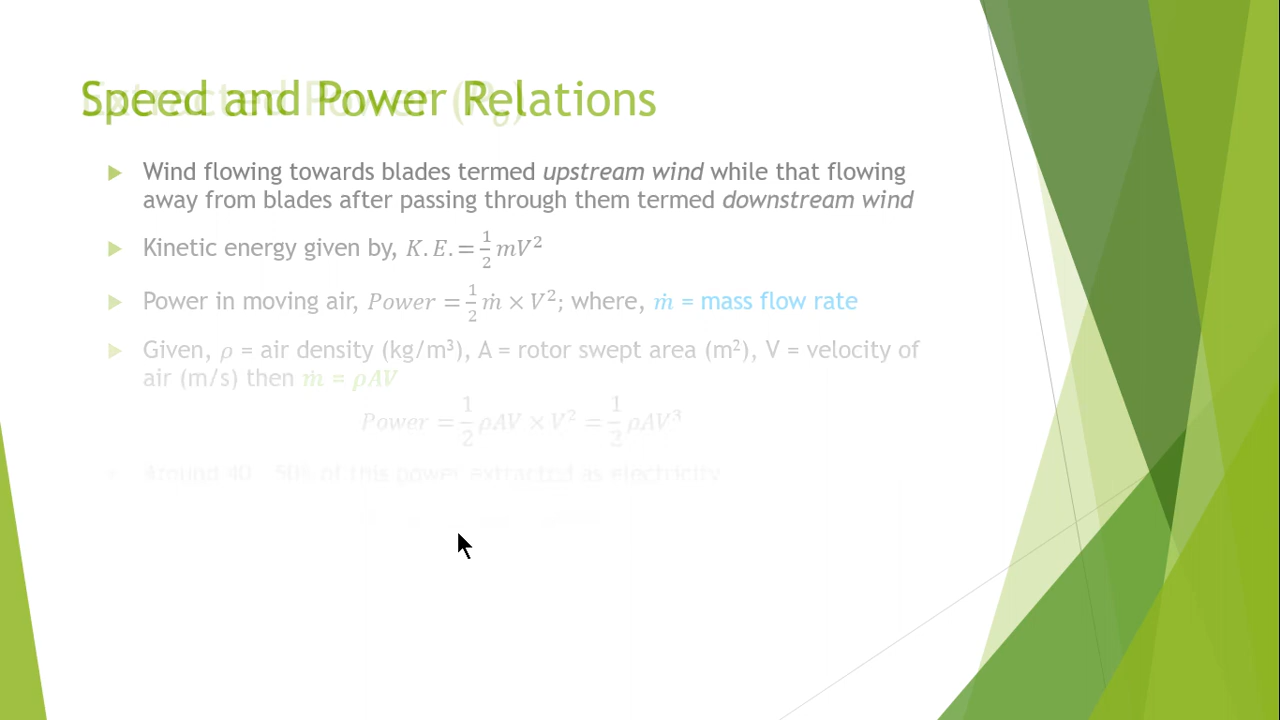 Speed and Power Relations
Extracted Power (P₀)
Wind flowing towards blades termed upstream wind while that flowing
away from blades after passing through them termed downstream wind
Kinetic energy given by, K.E.= 1/2 mV²
Power in moving air, Power = 1/2 ṁ × V²; where, ṁ = mass flow rate
Given, ρ = air density (kg/m³), A = rotor swept area (m²), V = velocity of
air (m/s) then ṁ = ρAV
Power = 1/2 ρAV × V² = 1/2 ρAV³
Around 40 - 50% of this power extracted as electricity